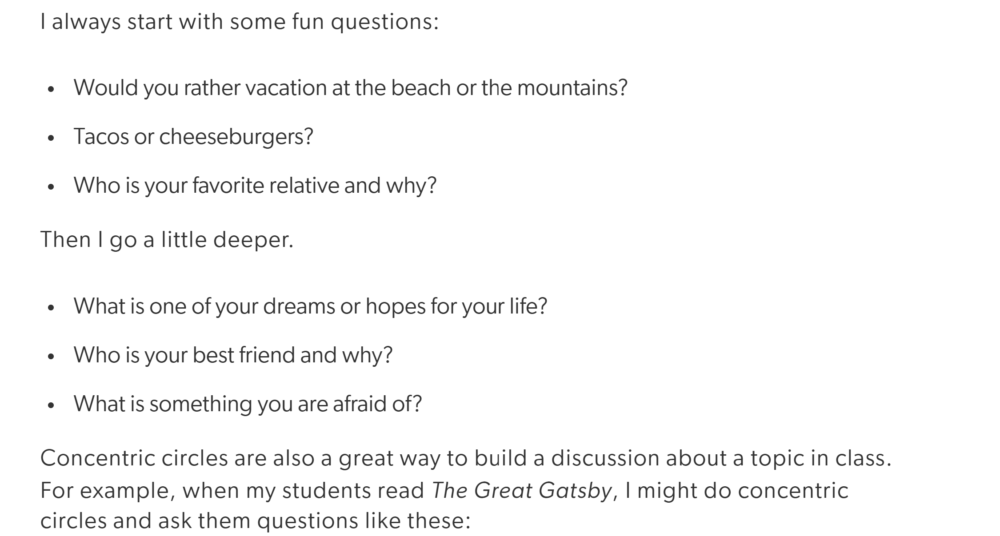 I always start with some fun questions:
• Would you rather vacation at the beach or the mountains?
• Tacos or cheeseburgers?
• Who is your favorite relative and why?
Then I go a little deeper.
• What is one of your dreams or hopes for your life?
• Who is your best friend and why?
• What is something you are afraid of?
Concentric circles are also a great way to build a discussion about a topic in class.
For example, when my students read The Great Gatsby, I might do concentric
circles and ask them questions like these: